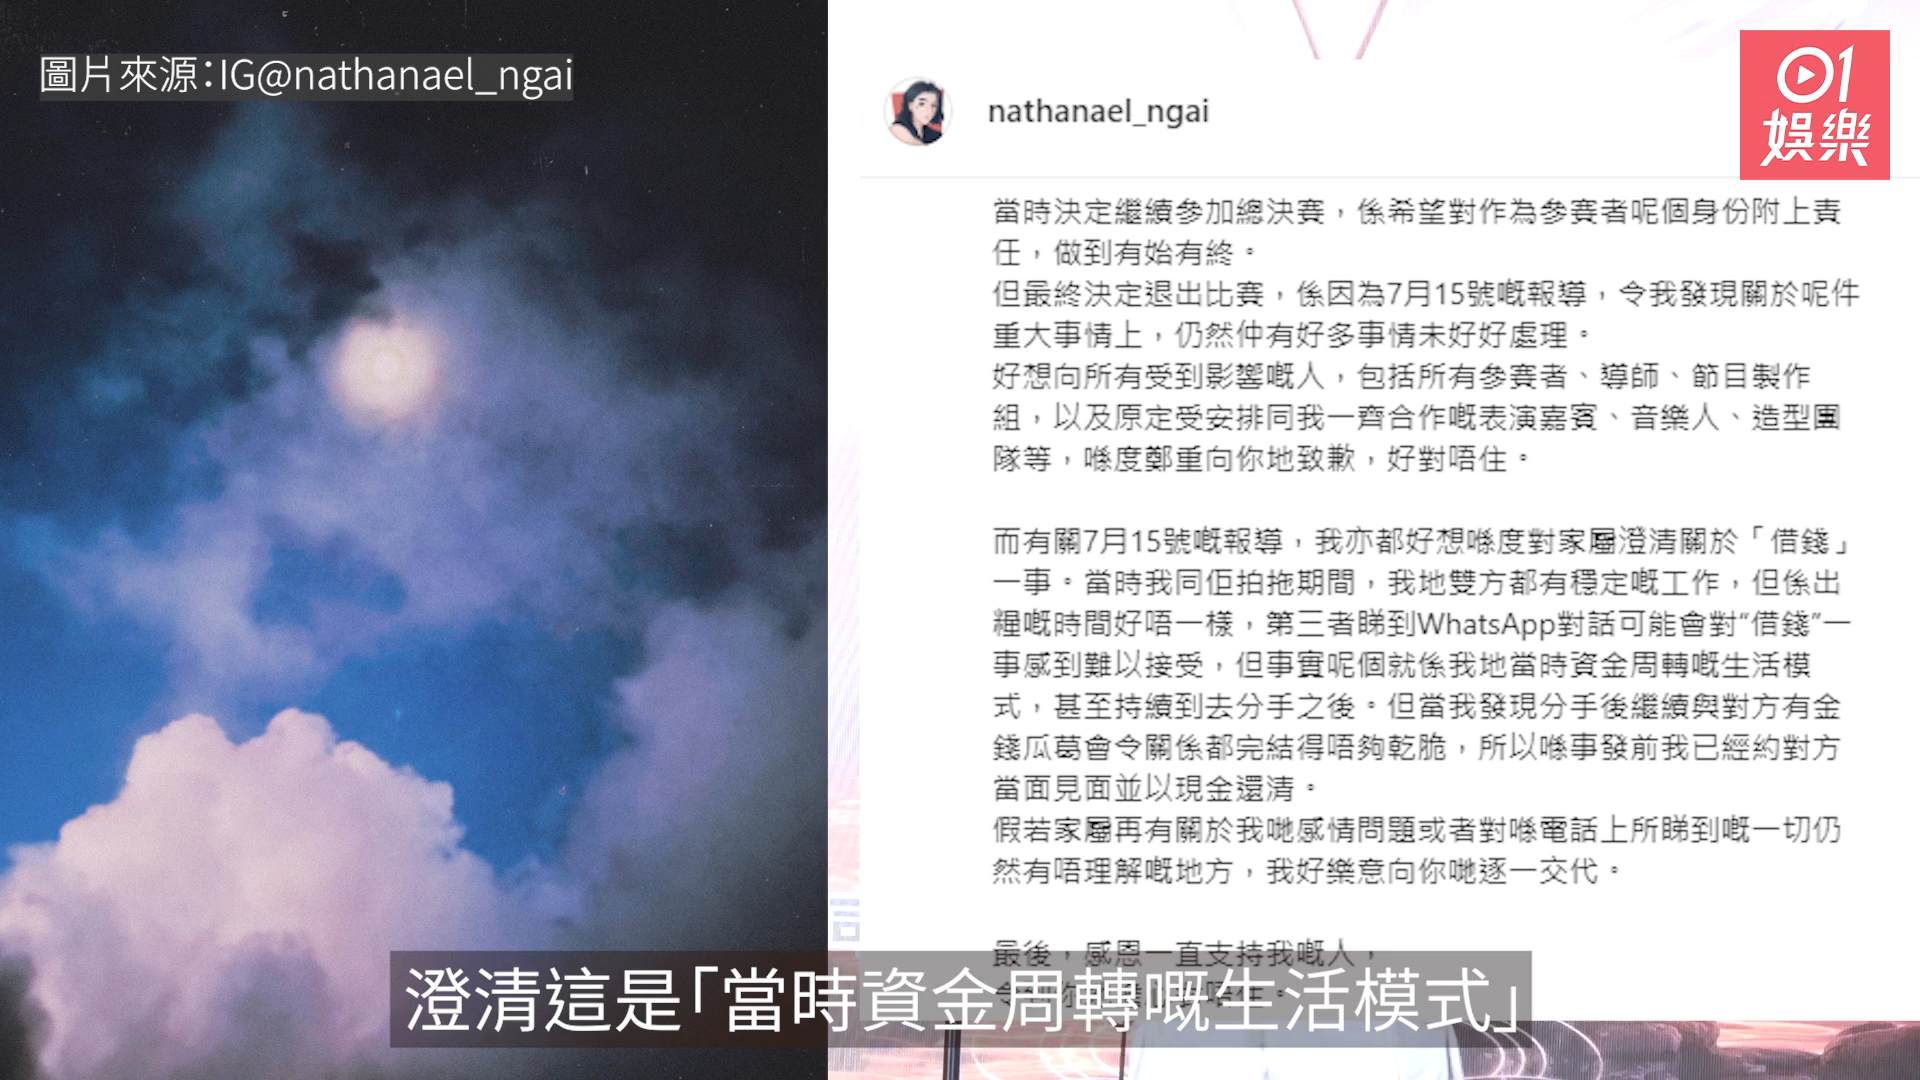 圖片來源：IG@nathanael_ngai
01
娛樂
nathanael_ngai
當時決定繼續參加總決賽，係希望對作為參賽者呢個身份附上責
任，做到有始有終。
但最終決定退出比賽，係因為7月15號嘅報導，令我發現關於呢件
重大事情上，仍然仲有好多事情未好好處理。
好想向所有受到影響嘅人，包括所有參賽者、導師、節目製作
組，以及原定受安排同我一齊合作嘅表演嘉賓、音樂人、造型團
隊等，喺度鄭重向你地致歉，好對唔住。
而有關7月15號嘅報導，我亦都好想喺度對家屬澄清關於「借錢」
一事。當時我同佢拍拖期間，我地雙方都有穩定嘅工作，但係出
糧嘅時間好唔一樣，第三者睇到WhatsApp對話可能會對“借錢”一
事感到難以接受，但事實呢個就係我地當時資金周轉嘅生活模
式，甚至持續到去分手之後。但當我發現分手後繼續與對方有金
錢瓜葛會令關係都完結得唔夠乾脆，所以喺事發前我已經約對方
當面見面並以現金還清。
假若家屬再有關於我哋感情問題或者對喺電話上所睇到嘅一切仍
然有唔理解嘅地方，我好樂意向你哋逐一交代。
最後，感恩一直支持我嘅人，
澄清這是「當時資金周轉嘅生活模式」